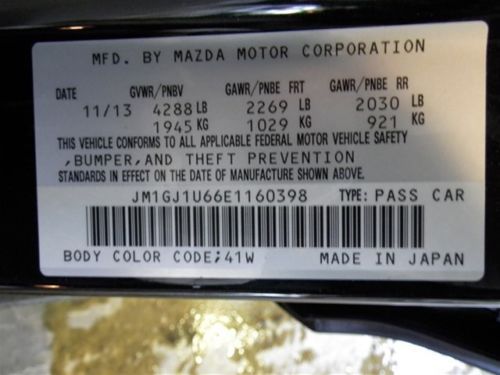 MFD. BY MAZDA MOTOR CORPORATION
DATE GVWR/PNBV GAWR/PNBE FRT GAWR/PNBE RR
11/13 4288 LB 2269 LB 2030 LB
1945 KG 1029 KG 921 KG
THIS VEHICLE CONFORMS TO ALL APPLICABLE FEDERAL MOTOR VEHICLE SAFETY
,BUMPER,AND THEFT PREVENTION
STANDARDS IN EFFECT ON THE DATE OF MANUFACTURE SHOWN ABOVE.
JM1GJ1U66E1160398 TYPE: PASS CAR
BODY COLOR CODE;41W MADE IN JAPAN